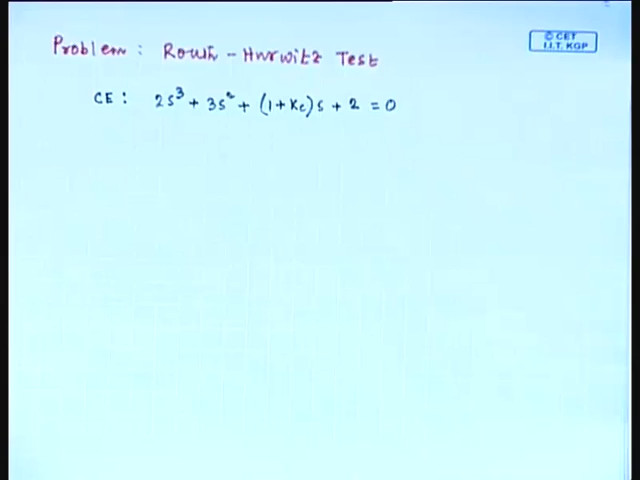 Problem : Routh - Hurwitz Test
© CET
I.I.T. KGP
CE : 2s³ + 3s² + (1+Kc)s + 2 = 0